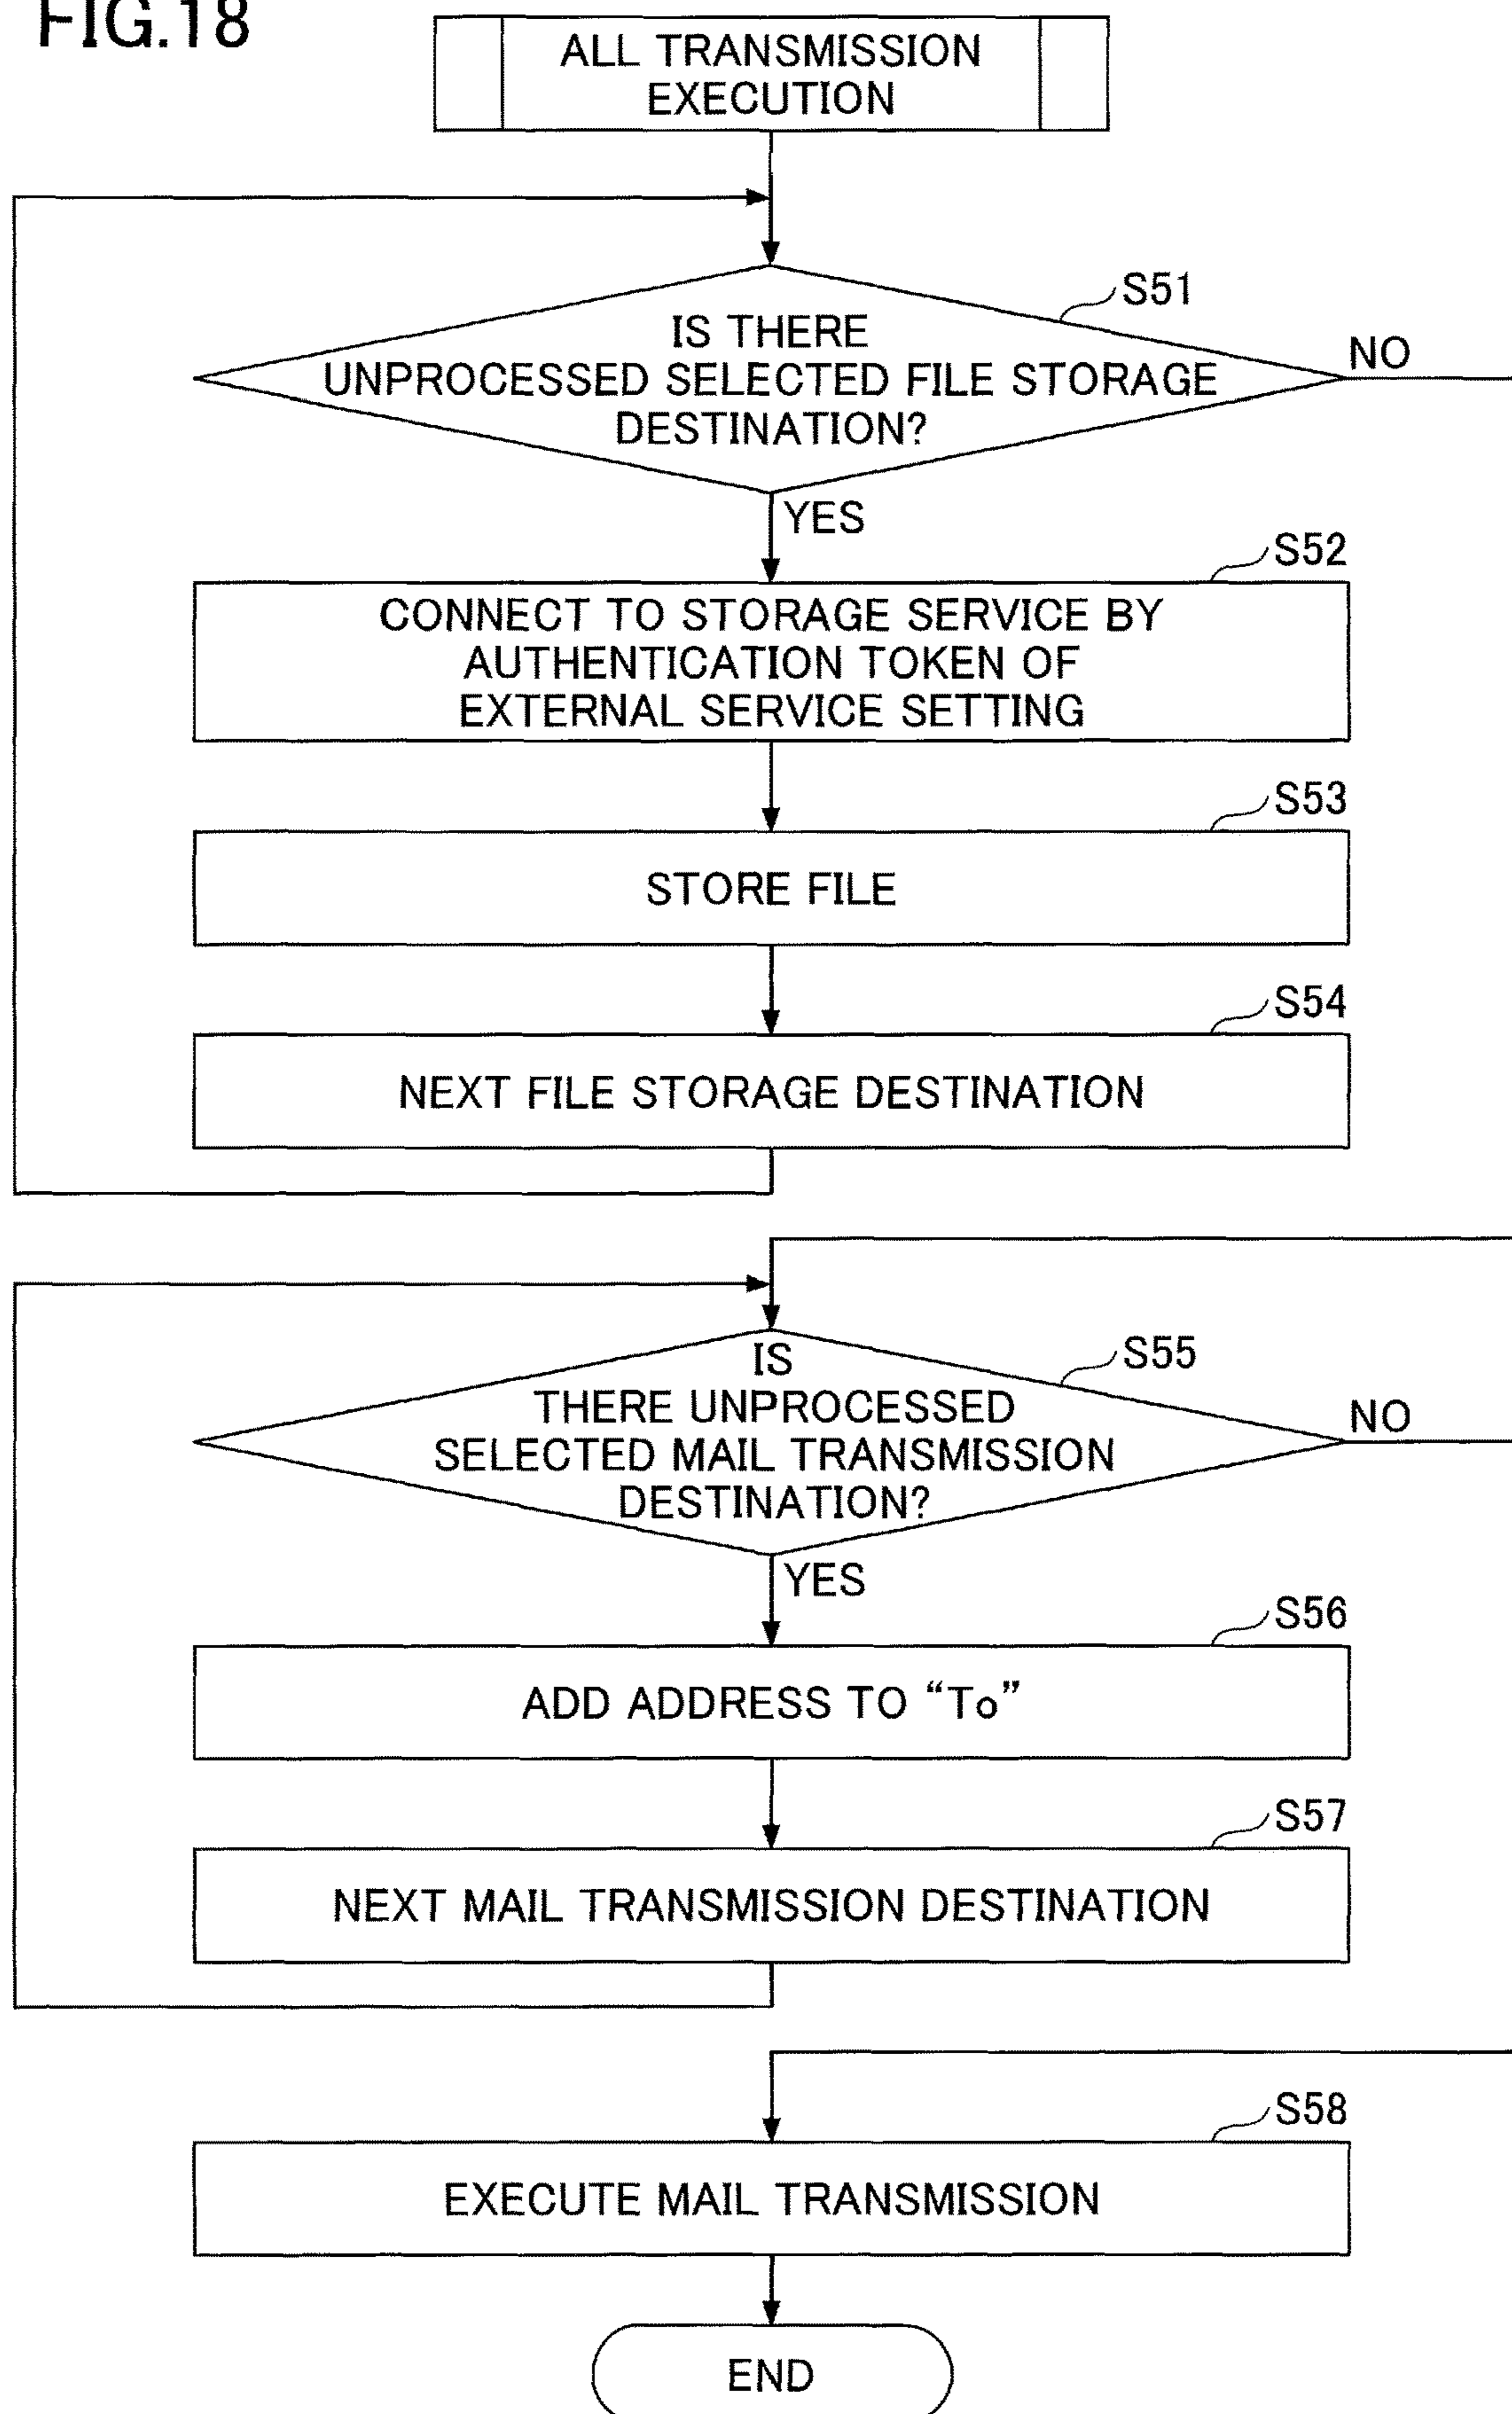 FIG.18
ALL TRANSMISSION
EXECUTION
S51
IS THERE
UNPROCESSED SELECTED FILE STORAGE
DESTINATION?
NO
YES
S52
CONNECT TO STORAGE SERVICE BY
AUTHENTICATION TOKEN OF
EXTERNAL SERVICE SETTING
S53
STORE FILE
S54
NEXT FILE STORAGE DESTINATION
S55
IS
THERE UNPROCESSED
SELECTED MAIL TRANSMISSION
DESTINATION?
NO
YES
S56
ADD ADDRESS TO “To”
S57
NEXT MAIL TRANSMISSION DESTINATION
S58
EXECUTE MAIL TRANSMISSION
END